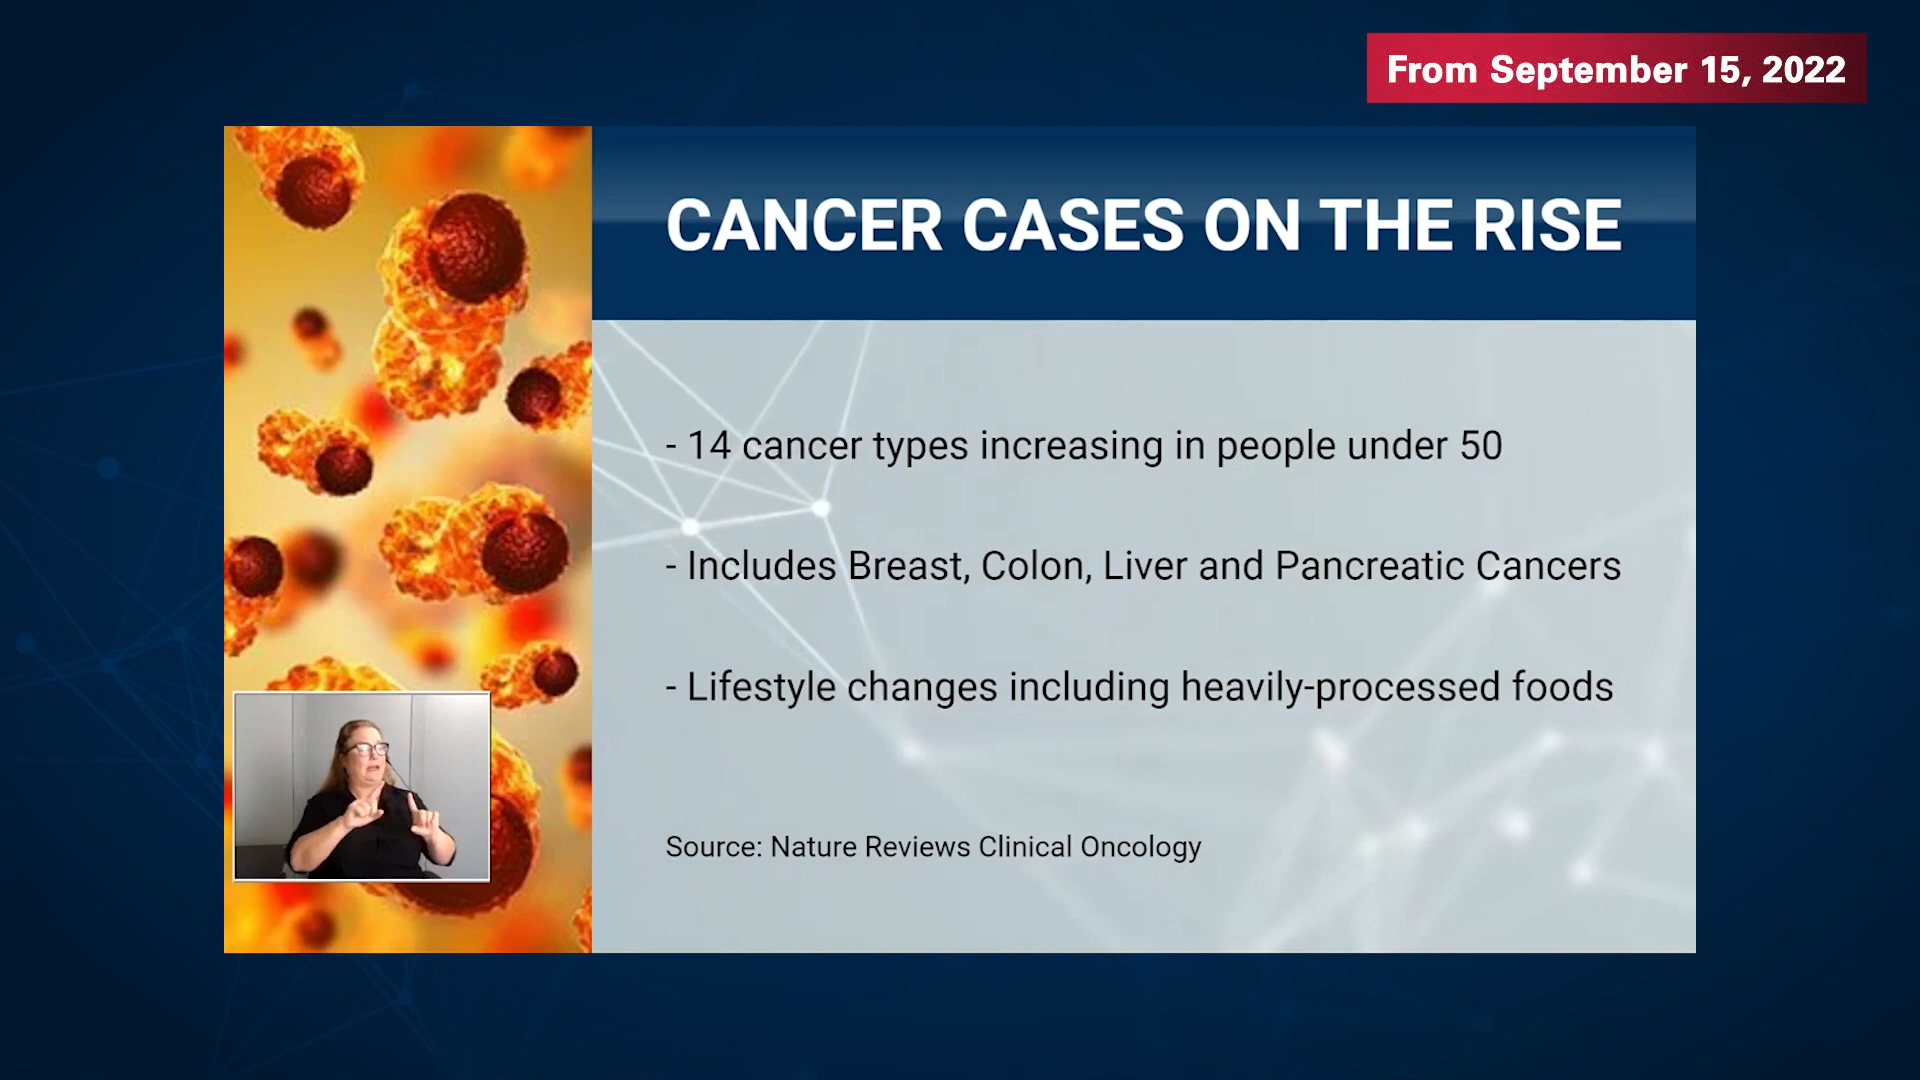 From September 15, 2022
CANCER CASES ON THE RISE
- 14 cancer types increasing in people under 50
- Includes Breast, Colon, Liver and Pancreatic Cancers
- Lifestyle changes including heavily-processed foods
Source: Nature Reviews Clinical Oncology